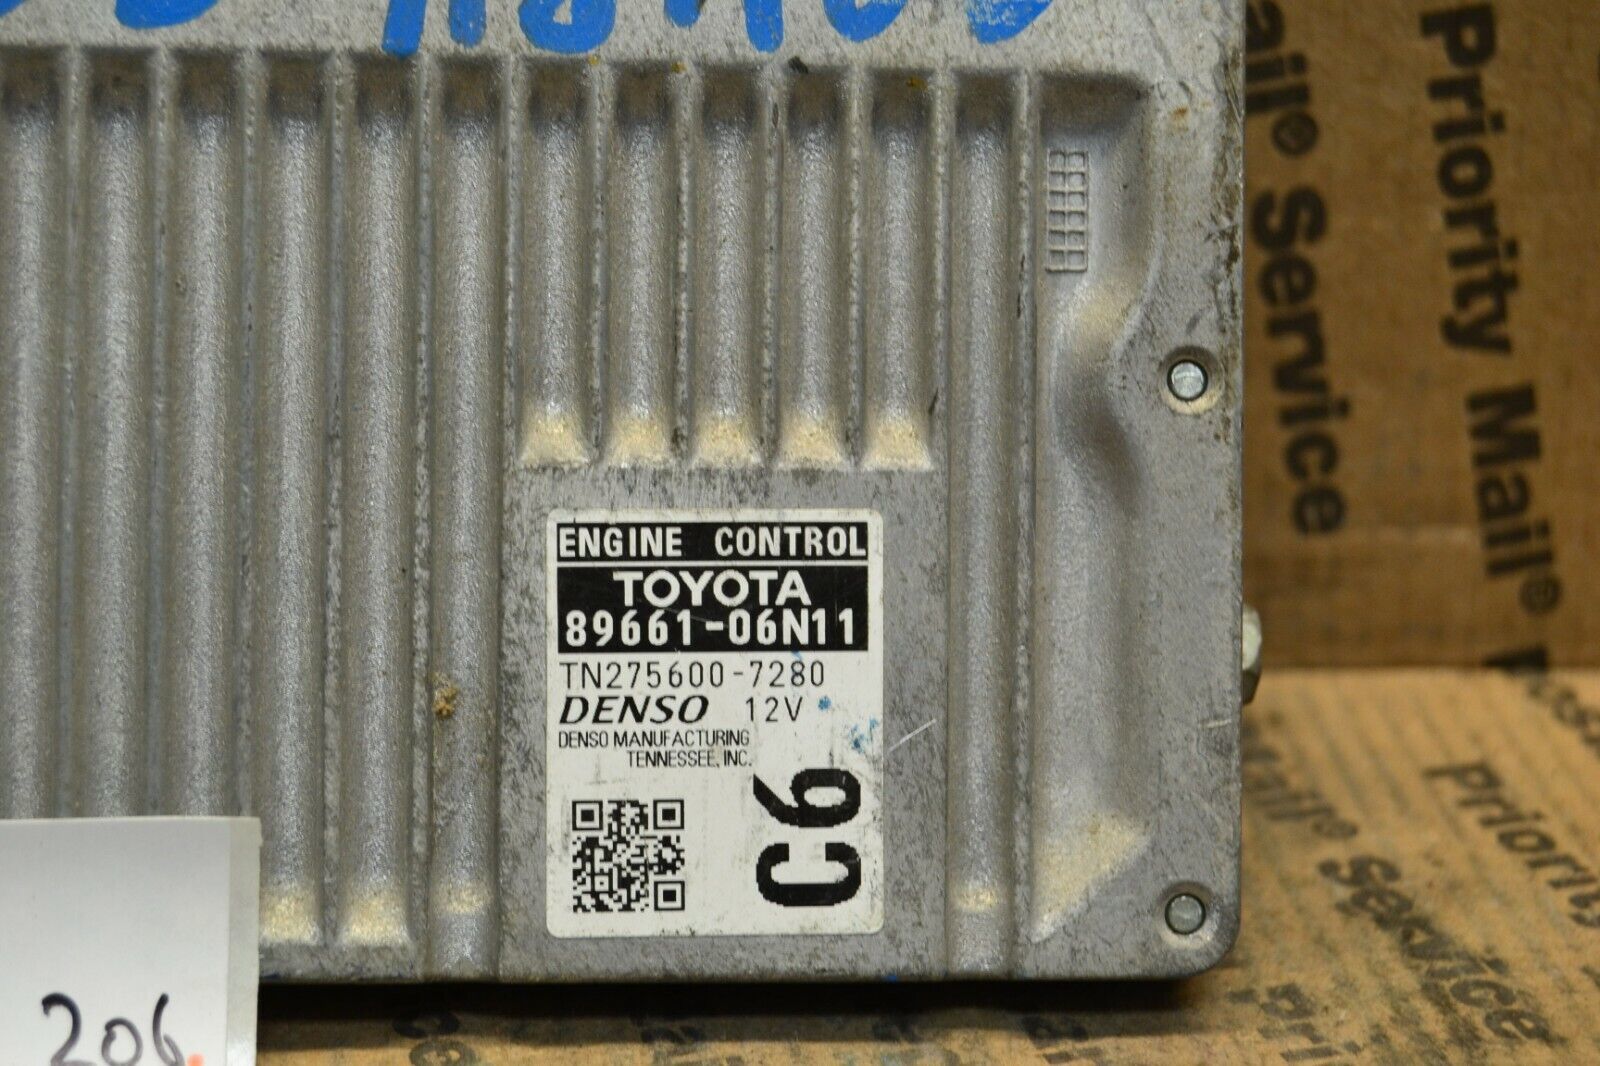 ENGINE CONTROL
TOYOTA
89661-06N11
TN275600-7280
DENSO 12V
DENSO MANUFACTURING
TENNESSEE, INC.
C6
206.
ail® Service
Priority Mail®
Mail® Service
Priority